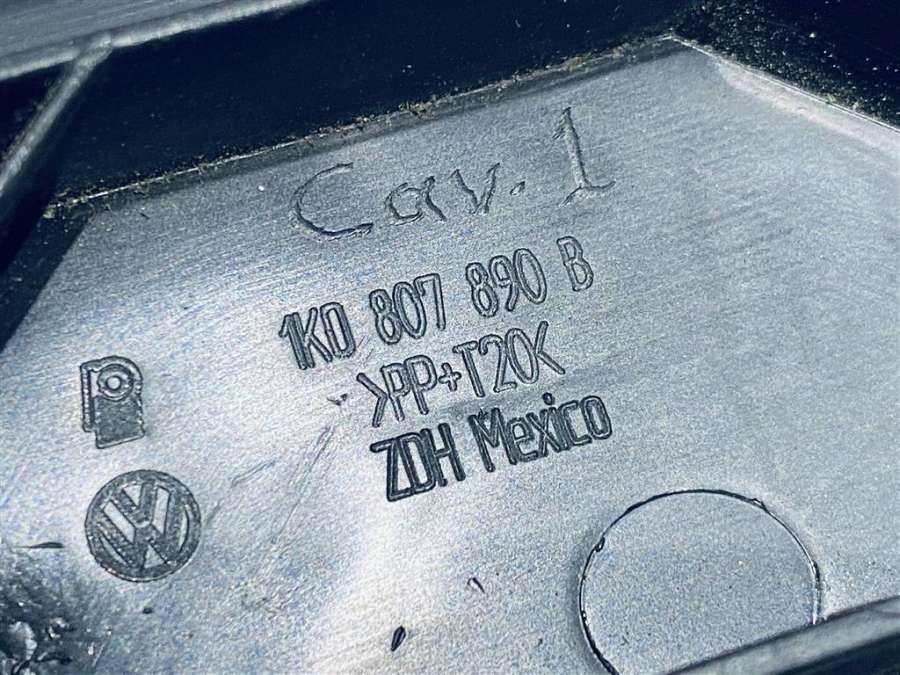 Cav. 1
1K0 807 890 B
>PP+T20<
ZDH Mexico